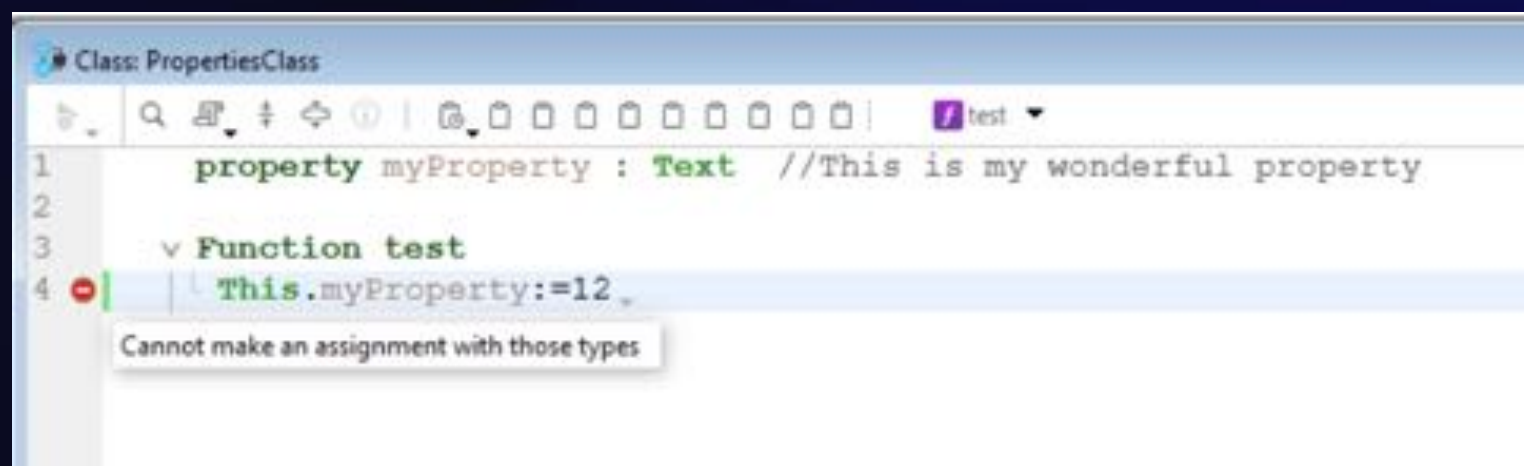 Class: PropertiesClass
test
1 property myProperty : Text //This is my wonderful property
2
3 Function test
4 This.myProperty:=12
Cannot make an assignment with those types